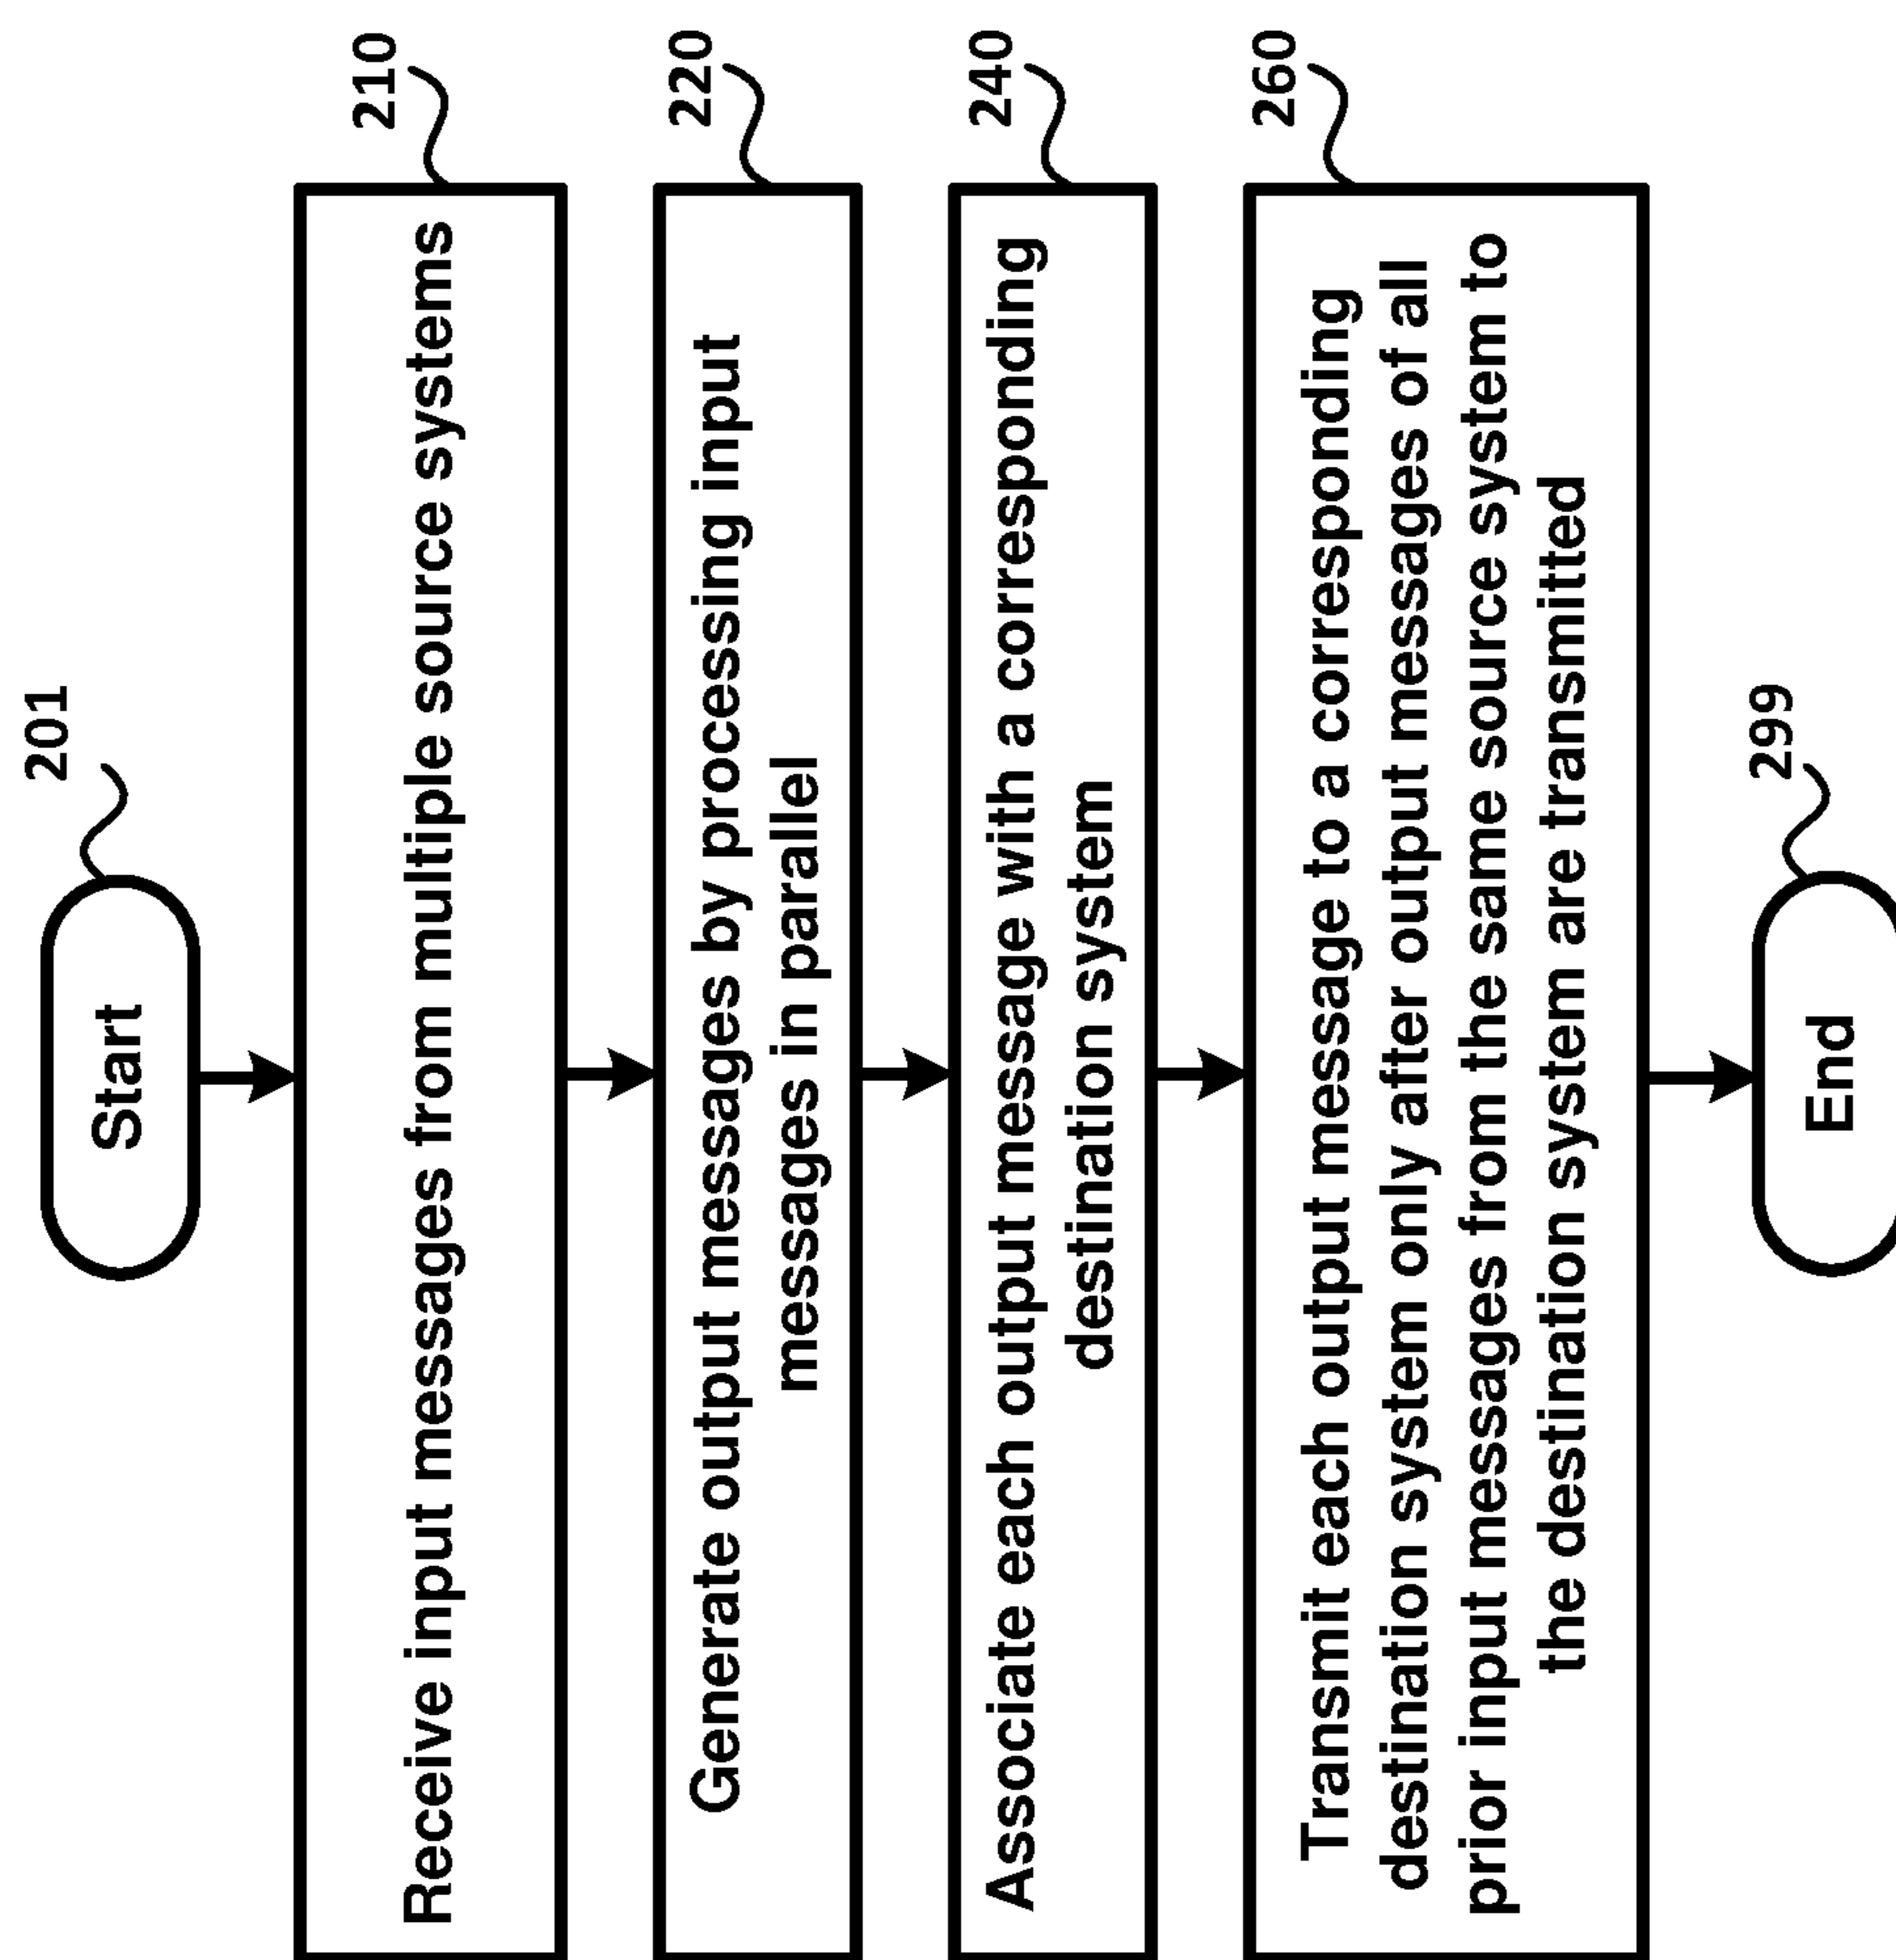 201
Start
210
Receive input messages from multiple source systems
220
Generate output messages by processing input
messages in parallel
240
Associate each output message with a corresponding
destination system
260
Transmit each output message to a corresponding
destination system only after output messages of all
prior input messages from the same source system to
the destination system are transmitted
299
End